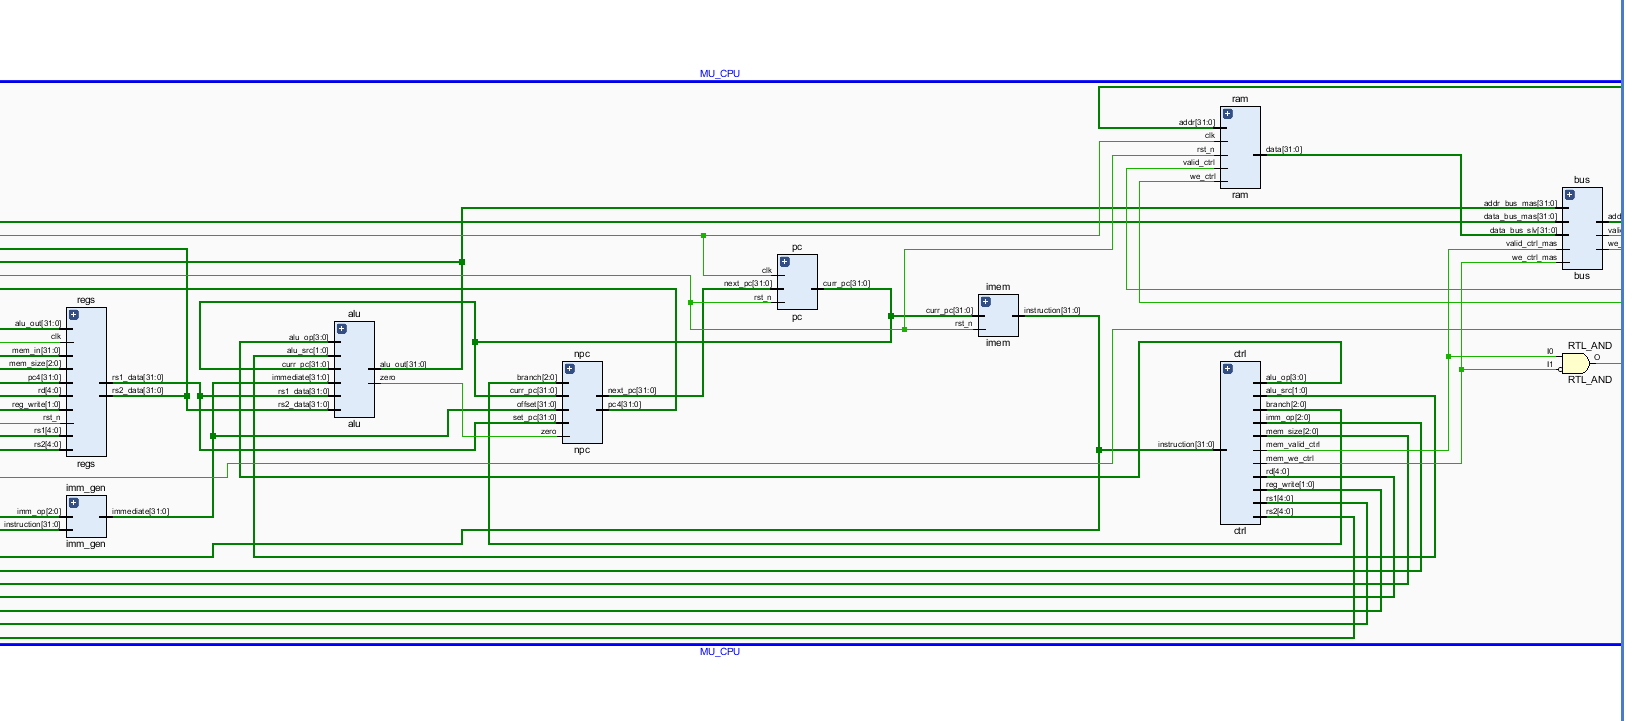 MU_CPU
ram
addr[31:0]
clk
rst_n
valid_ctrl
we_ctrl
data[31:0]
ram
bus
addr_bus_mas[31:0]
data_bus_mas[31:0]
data_bus_slv[31:0]
valid_ctrl_mas
we_ctrl_mas
add
vali
we_
bus
pc
clk
next_pc[31:0]
rst_n
curr_pc[31:0]
pc
imem
curr_pc[31:0]
rst_n
instruction[31:0]
imem
regs
alu_out[31:0]
clk
mem_in[31:0]
mem_size[2:0]
pc4[31:0]
rd[4:0]
reg_write[1:0]
rst_n
rs1[4:0]
rs2[4:0]
rs1_data[31:0]
rs2_data[31:0]
regs
alu
alu_op[3:0]
alu_src[1:0]
curr_pc[31:0]
immediate[31:0]
rs1_data[31:0]
rs2_data[31:0]
alu_out[31:0]
zero
alu
npc
branch[2:0]
curr_pc[31:0]
offset[31:0]
set_pc[31:0]
zero
next_pc[31:0]
pc4[31:0]
npc
ctrl
instruction[31:0]
alu_op[3:0]
alu_src[1:0]
branch[2:0]
imm_op[2:0]
mem_size[2:0]
mem_valid_ctrl
mem_we_ctrl
rd[4:0]
reg_write[1:0]
rs1[4:0]
rs2[4:0]
ctrl
RTL_AND
I0
I1
O
RTL_AND
imm_gen
imm_op[2:0]
instruction[31:0]
immediate[31:0]
imm_gen
MU_CPU